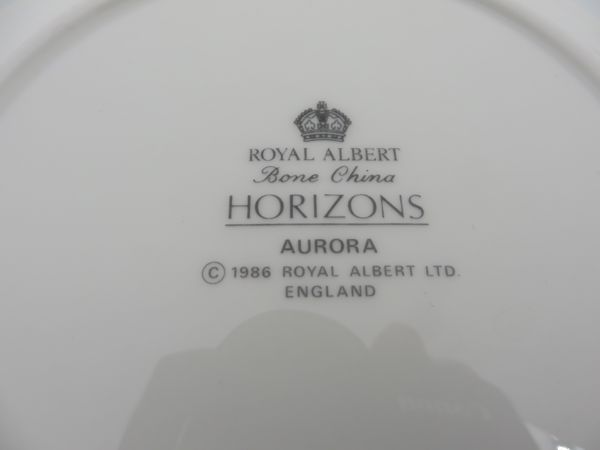 ROYAL ALBERT
Bone China
HORIZONS
AURORA
© 1986 ROYAL ALBERT LTD.
ENGLAND